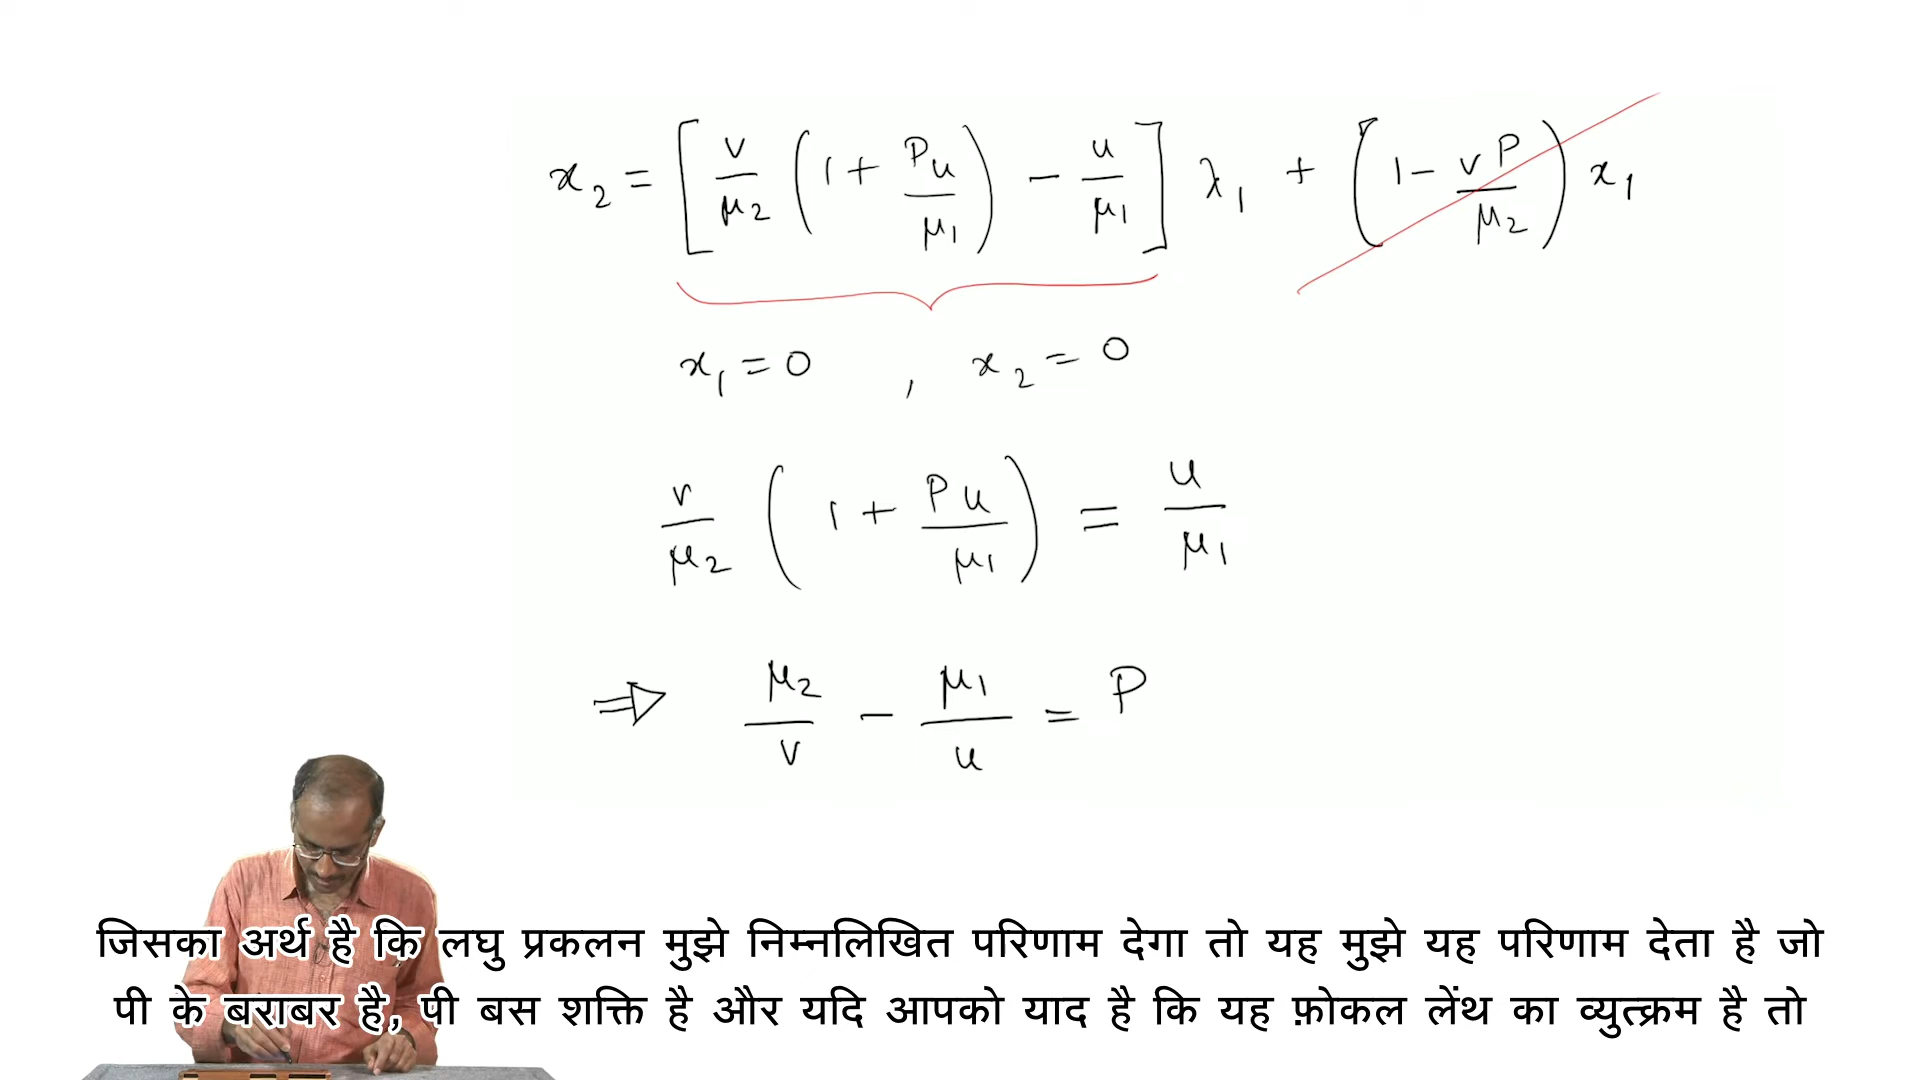 x₂ = [ v/μ₂ ( 1 + Pu/μ₁ ) − u/μ₁ ] λ₁ + ( 1 − vP/μ₂ ) x₁
x₁ = 0 , x₂ = 0
v/μ₂ ( 1 + Pu/μ₁ ) = u/μ₁
⇒ μ₂/v − μ₁/u = P
जिसका अर्थ है कि लघु प्रकलन मुझे निम्नलिखित परिणाम देगा तो यह मुझे यह परिणाम देता है जो
पी के बराबर है, पी बस शक्ति है और यदि आपको याद है कि यह फ़ोकल लेंथ का व्युत्क्रम है तो